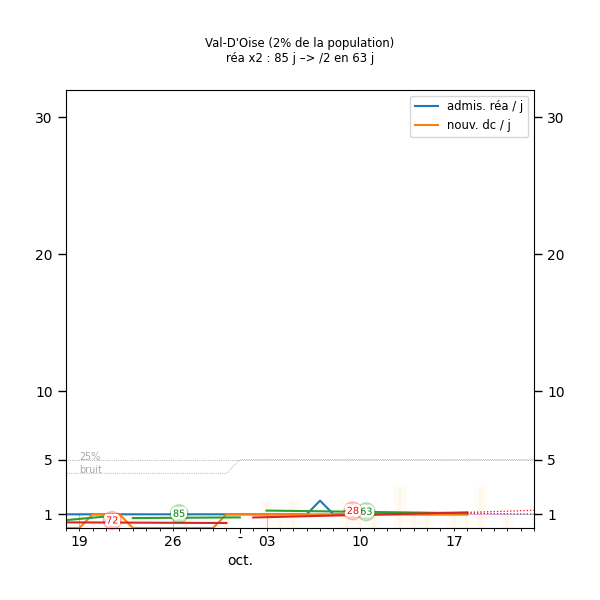 Val-D'Oise (2% de la population)
réa x2 : 85 j –> /2 en 63 j
admis. réa / j
nouv. dc / j
30 30
20 20
10 10
5 5
25%
bruit
1 1
72 85 28 63
19 26 - 03 10 17
oct.